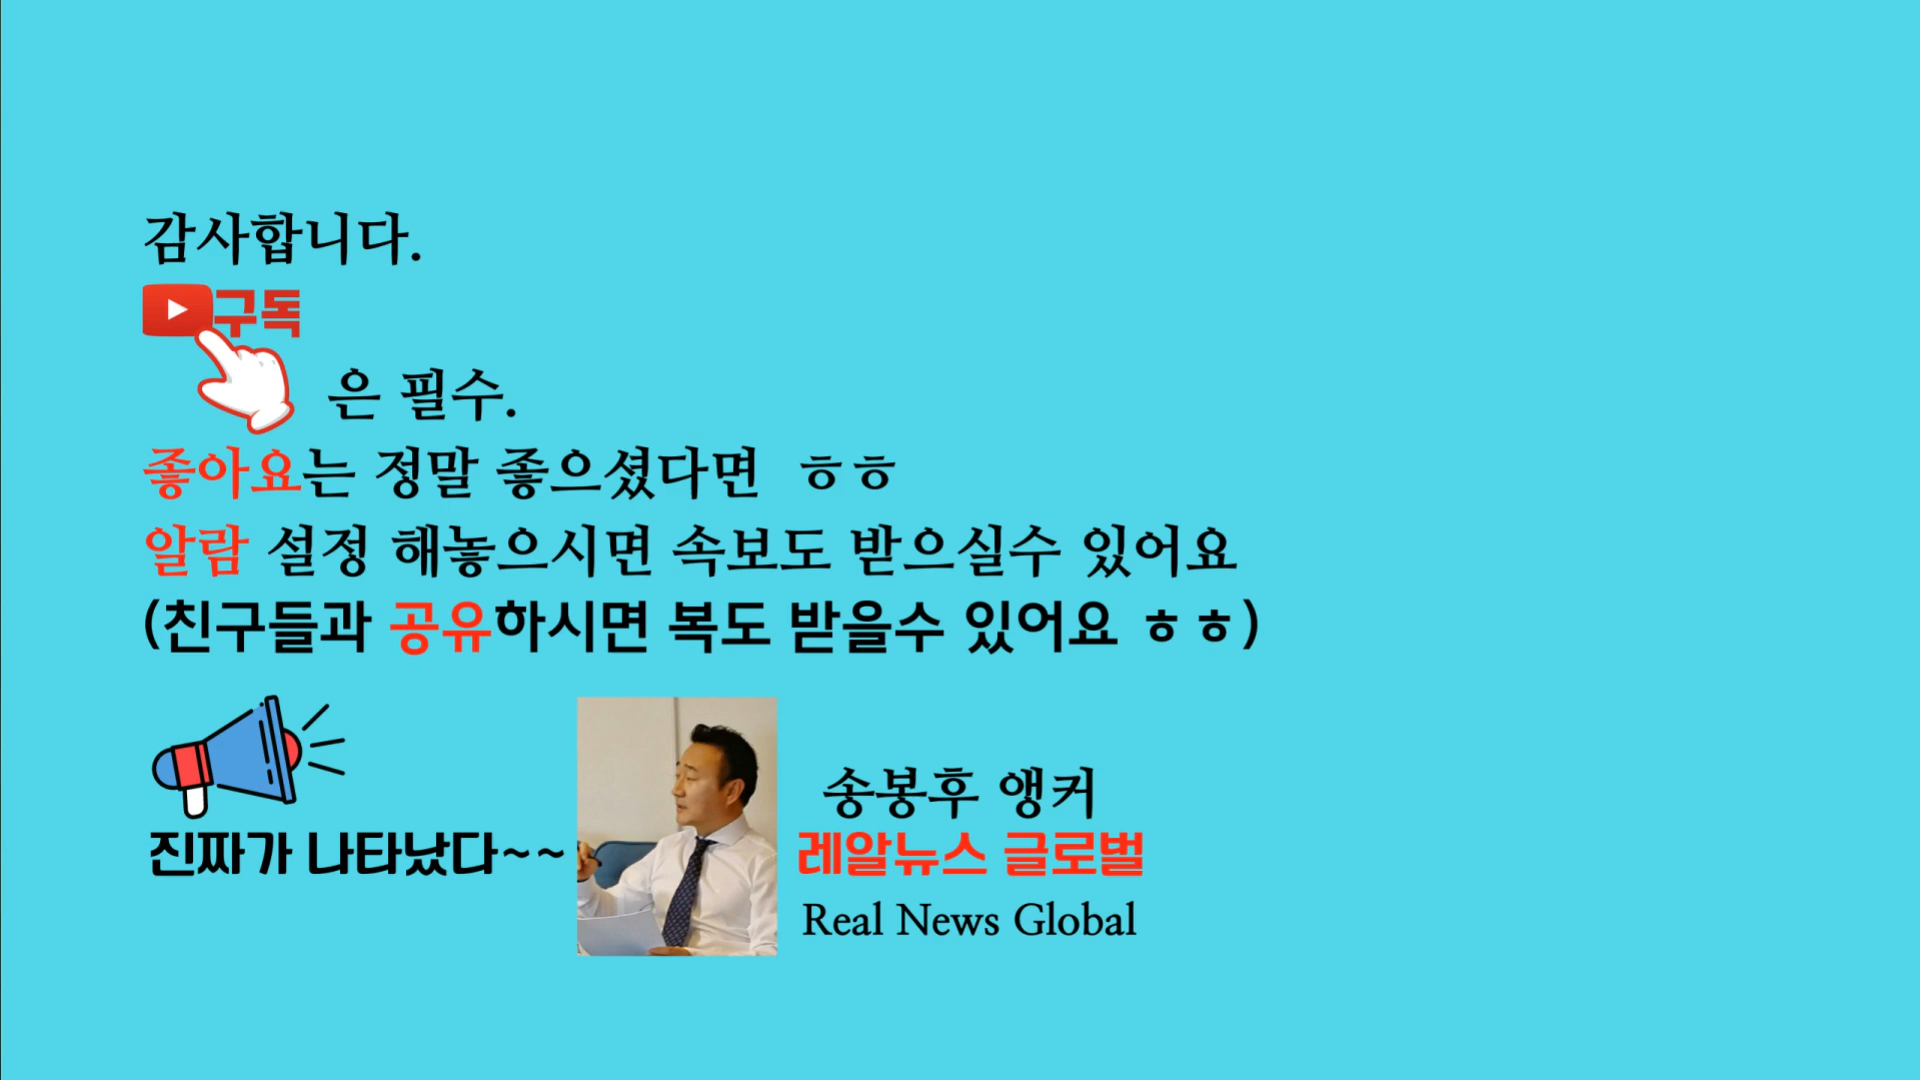 감사합니다.
구독
은 필수.
좋아요는 정말 좋으셨다면 ㅎㅎ
알람 설정 해놓으시면 속보도 받으실수 있어요
(친구들과 공유하시면 복도 받을수 있어요 ㅎㅎ)
진짜가 나타났다~~
송봉후 앵커
레알뉴스 글로벌
Real News Global